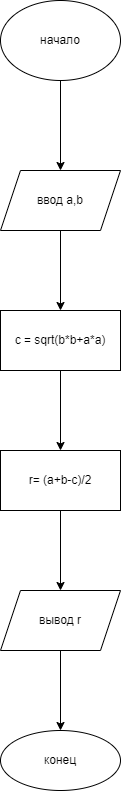 начало
ввод a,b
c = sqrt(b*b+a*a)
r= (a+b-c)/2
вывод r
конец